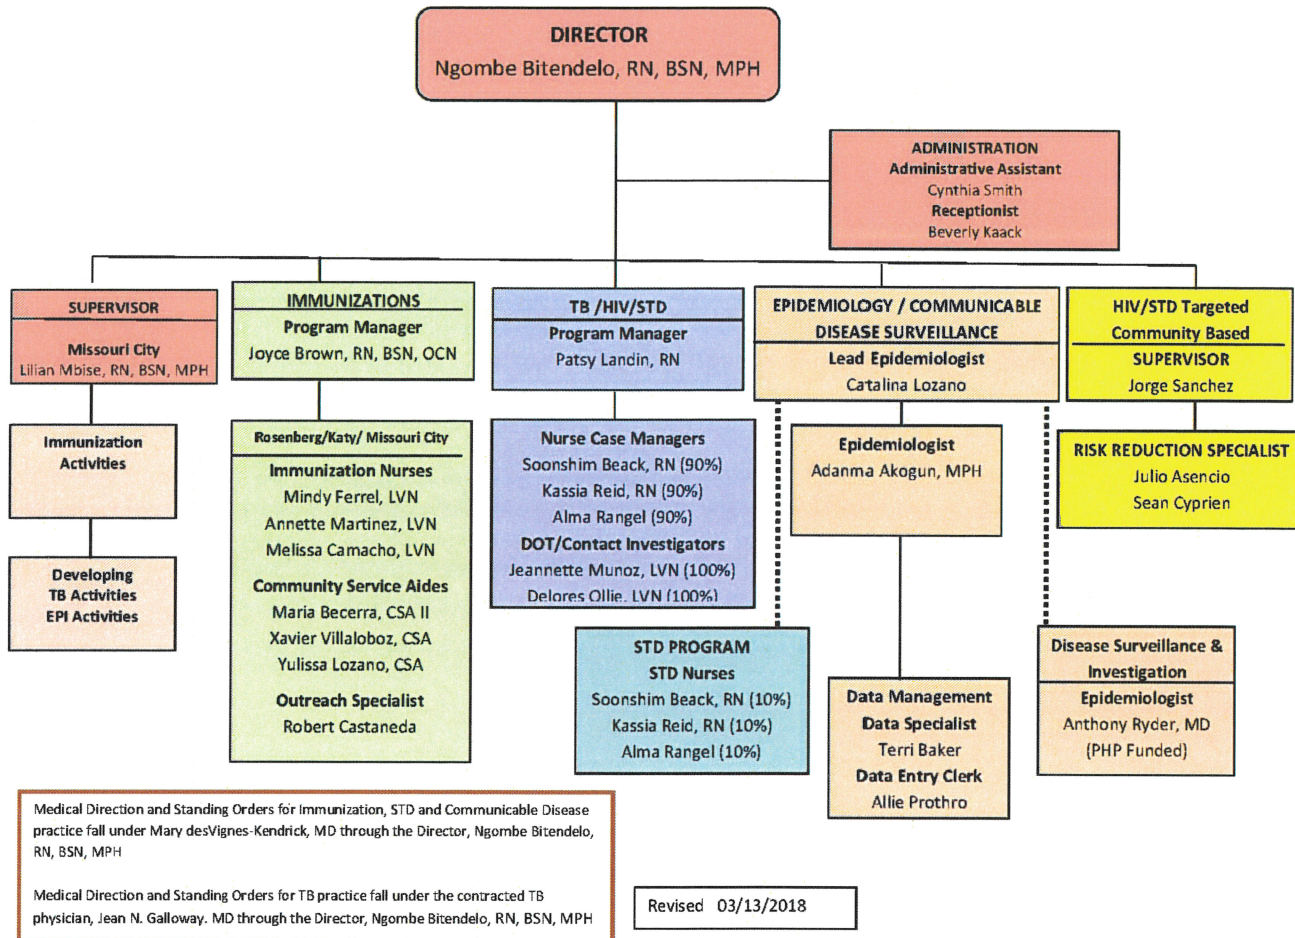 DIRECTOR
Ngombe Bitendelo, RN, BSN, MPH
ADMINISTRATION
Administrative Assistant
Cynthia Smith
Receptionist
Beverly Kaack
SUPERVISOR
Missouri City
Lilian Mbise, RN, BSN, MPH
Immunization
Activities
Developing
TB Activities
EPI Activities
IMMUNIZATIONS
Program Manager
Joyce Brown, RN, BSN, OCN
Rosenberg/Katy/ Missouri City
Immunization Nurses
Mindy Ferrel, LVN
Annette Martinez, LVN
Melissa Camacho, LVN
Community Service Aides
Maria Becerra, CSA II
Xavier Villaloboz, CSA
Yulissa Lozano, CSA
Outreach Specialist
Robert Castaneda
TB /HIV/STD
Program Manager
Patsy Landin, RN
Nurse Case Managers
Soonshim Beack, RN (90%)
Kassia Reid, RN (90%)
Alma Rangel (90%)
DOT/Contact Investigators
Jeannette Munoz, LVN (100%)
Delores Ollie, LVN (100%)
STD PROGRAM
STD Nurses
Soonshim Beack, RN (10%)
Kassia Reid, RN (10%)
Alma Rangel (10%)
EPIDEMIOLOGY / COMMUNICABLE
DISEASE SURVEILLANCE
Lead Epidemiologist
Catalina Lozano
Epidemiologist
Adanma Akogun, MPH
Data Management
Data Specialist
Terri Baker
Data Entry Clerk
Allie Prothro
Disease Surveillance &
Investigation
Epidemiologist
Anthony Ryder, MD
(PHP Funded)
HIV/STD Targeted
Community Based
SUPERVISOR
Jorge Sanchez
RISK REDUCTION SPECIALIST
Julio Asencio
Sean Cyprien
Medical Direction and Standing Orders for Immunization, STD and Communicable Disease
practice fall under Mary desVignes-Kendrick, MD through the Director, Ngombe Bitendelo,
RN, BSN, MPH
Medical Direction and Standing Orders for TB practice fall under the contracted TB
physician, Jean N. Galloway. MD through the Director, Ngombe Bitendelo, RN, BSN, MPH
Revised 03/13/2018